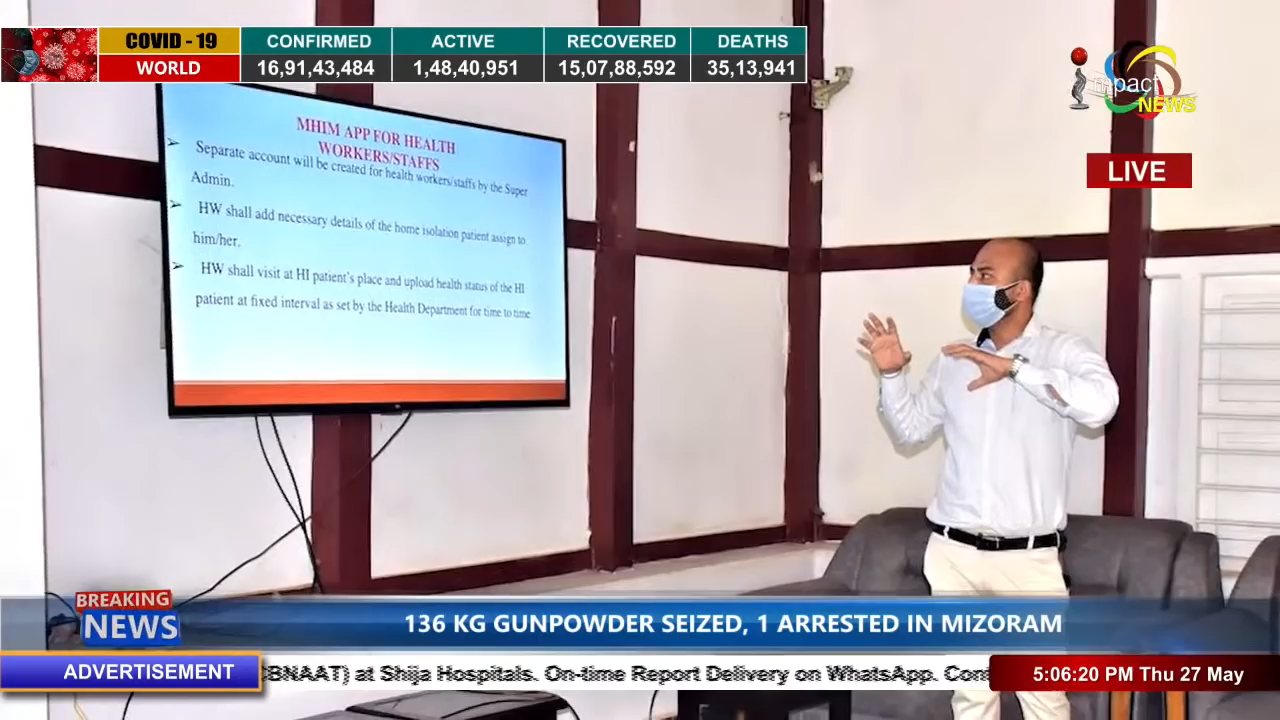 COVID - 19
WORLD
CONFIRMED
16,91,43,484
ACTIVE
1,48,40,951
RECOVERED
15,07,88,592
DEATHS
35,13,941
impact
NEWS
LIVE
MHIM APP FOR HEALTH
WORKERS/STAFFS
➢ Separate account will be created for health workers/staffs by the Super
Admin.
➢ HW shall add necessary details of the home isolation patient assign to
him/her.
➢ HW shall visit at HI patient's place and upload health status of the HI
patient at fixed interval as set by the Health Department for time to time
BREAKING
NEWS
136 KG GUNPOWDER SEIZED, 1 ARRESTED IN MIZORAM
ADVERTISEMENT
BNAAT) at Shija Hospitals. On-time Report Delivery on WhatsApp. Con
5:06:20 PM Thu 27 May